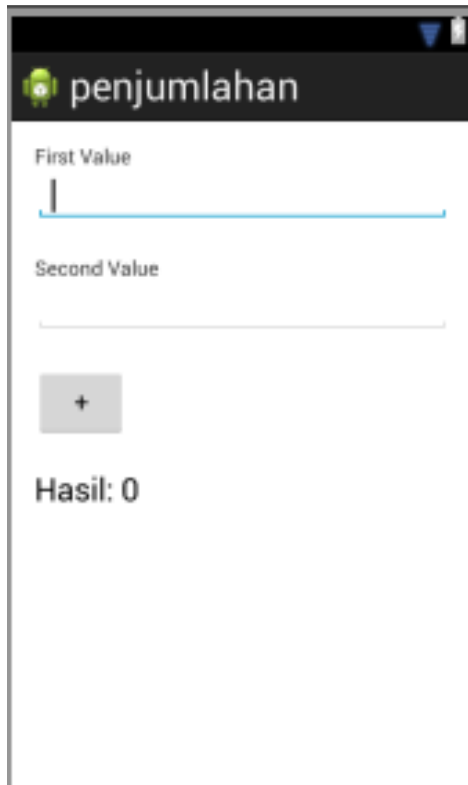 penjumlahan
First Value
Second Value
+
Hasil: 0